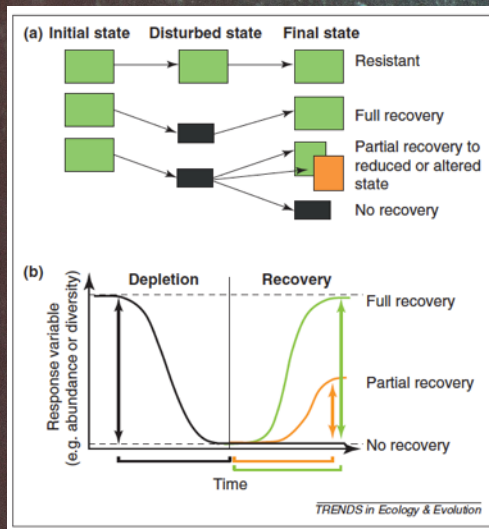 (a) Initial state Disturbed state Final state
Resistant
Full recovery
Partial recovery to
reduced or altered
state
No recovery
(b)
Depletion Recovery
Response variable
(e.g. abundance or diversity)
Full recovery
Partial recovery
No recovery
Time
TRENDS in Ecology & Evolution